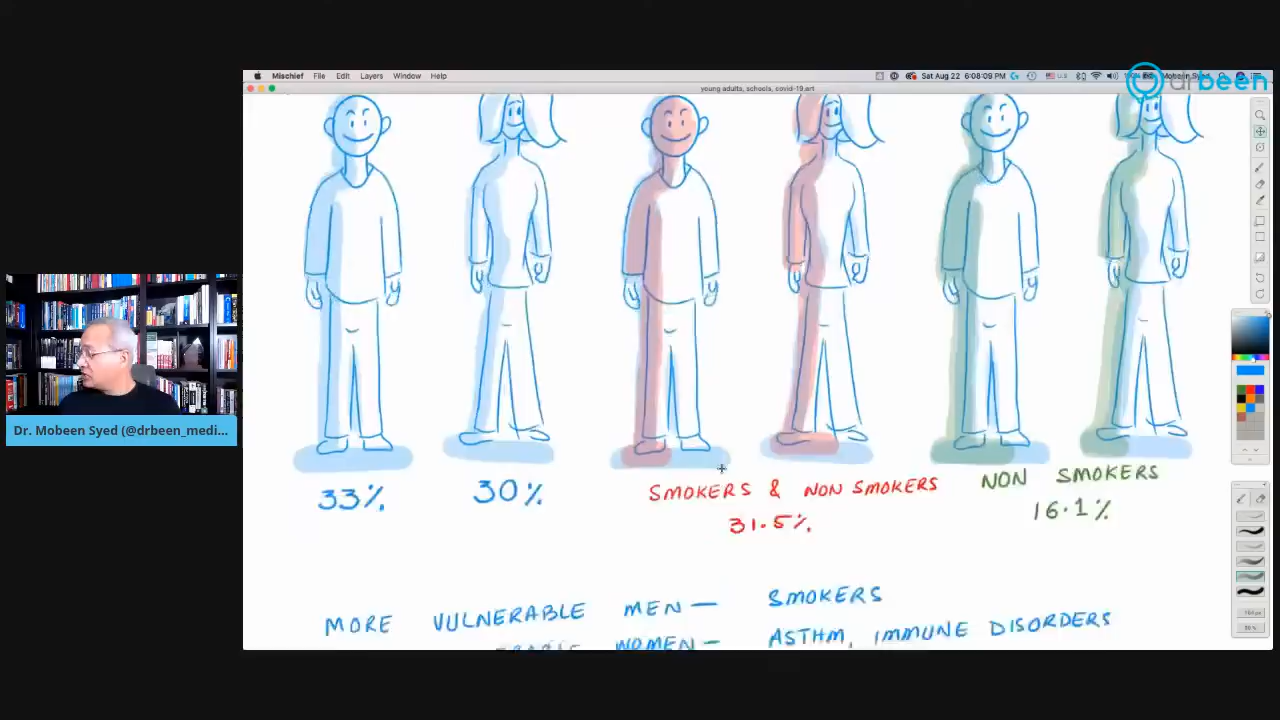 drbeen
Mischief File Edit Layers Window Help
Sat Aug 22 6:08:09 PM
Mobeen Syed
young adults, schools, covid-19.art
Dr. Mobeen Syed (@drbeen_medi...
33%.
30%
SMOKERS & NON SMOKERS
31.5%.
NON SMOKERS
16.1%
MORE VULNERABLE MEN — SMOKERS
WOMEN - ASTHM, IMMUNE DISORDERS